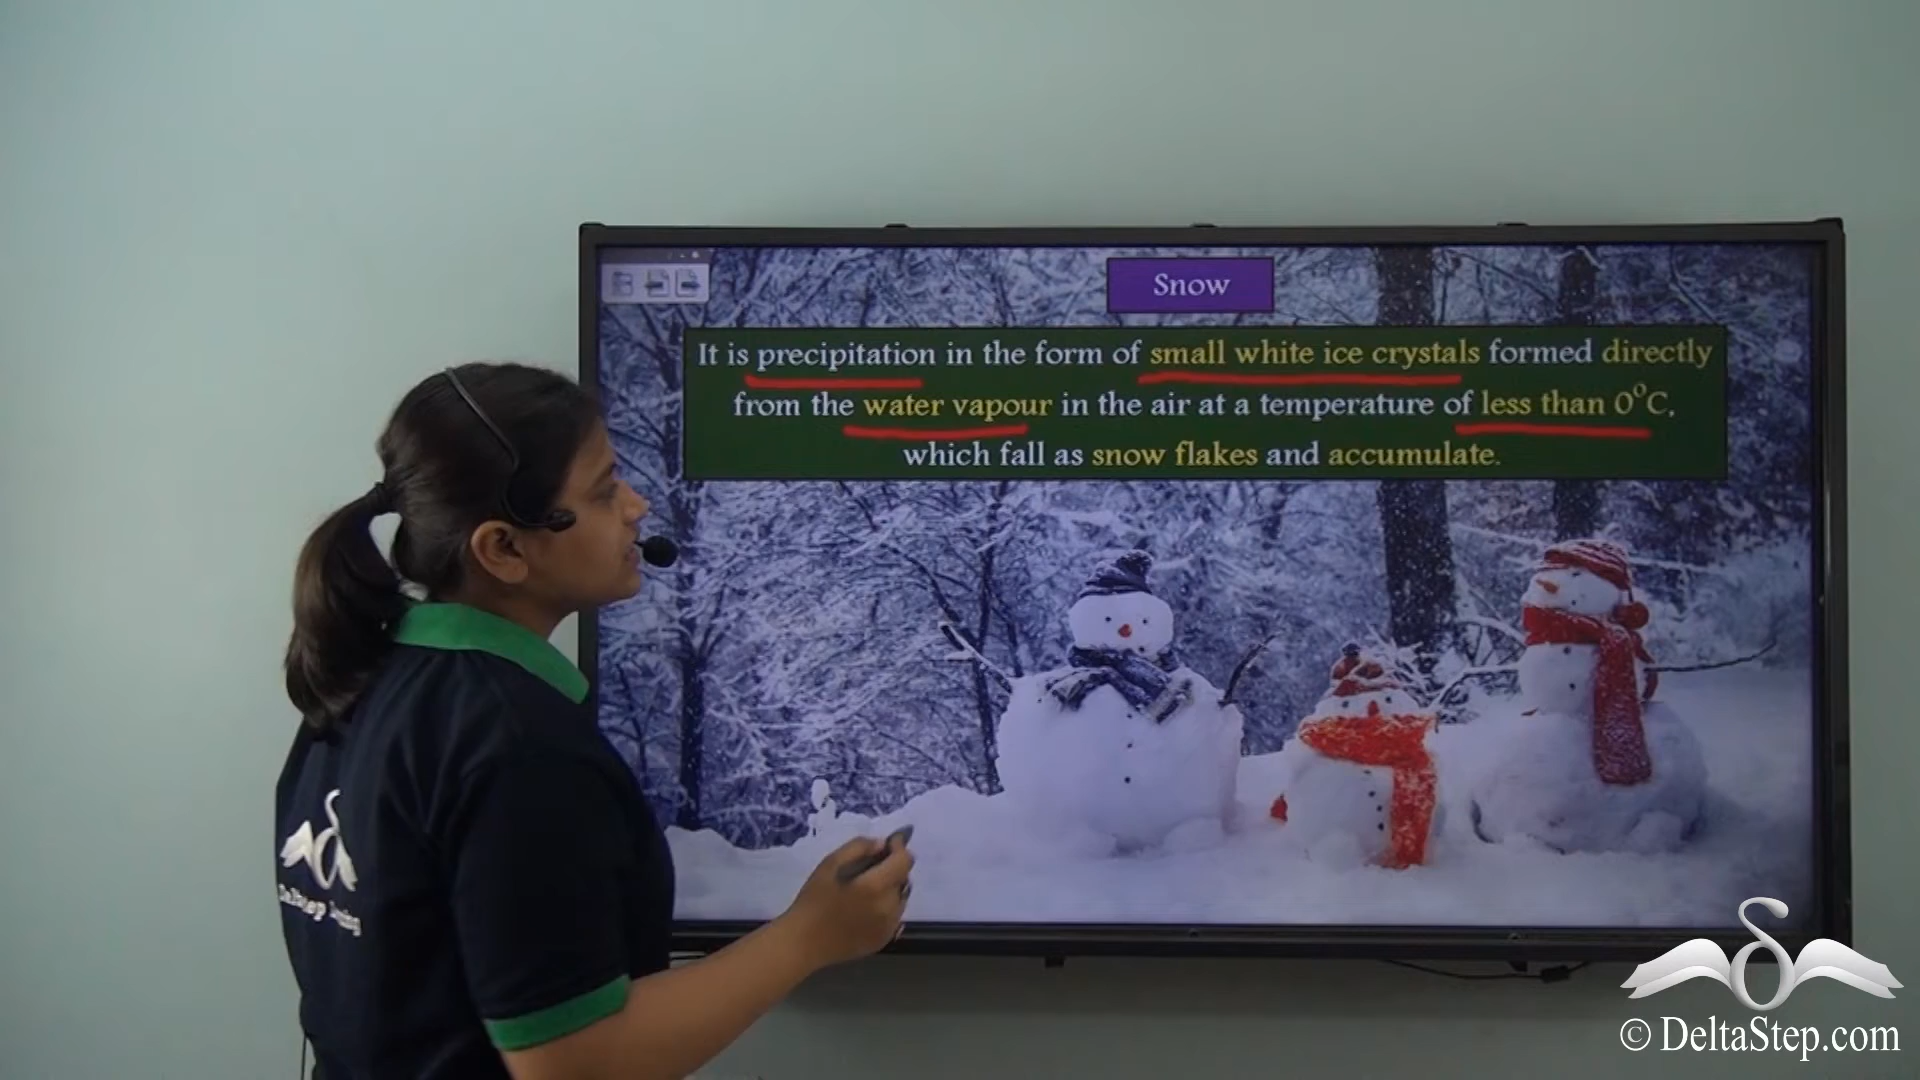 Snow
It is precipitation in the form of small white ice crystals formed directly
from the water vapour in the air at a temperature of less than 0°C,
which fall as snow flakes and accumulate.
DeltaStep
© DeltaStep.com